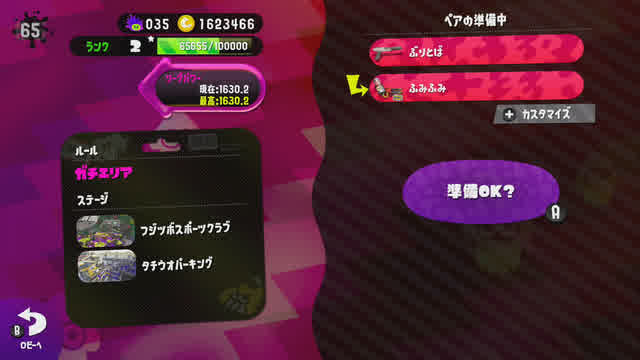 65
035
1623466
ランク 2
65655/100000
リーグパワー
現在:1630.2
最高:1630.2
ルール
ガチエリア
ステージ
フジツボスポーツクラブ
タチウオパーキング
B
ロビーへ
ペアの準備中
ぷりとぱ
ふみふみ
+ カスタマイズ
準備OK?
A